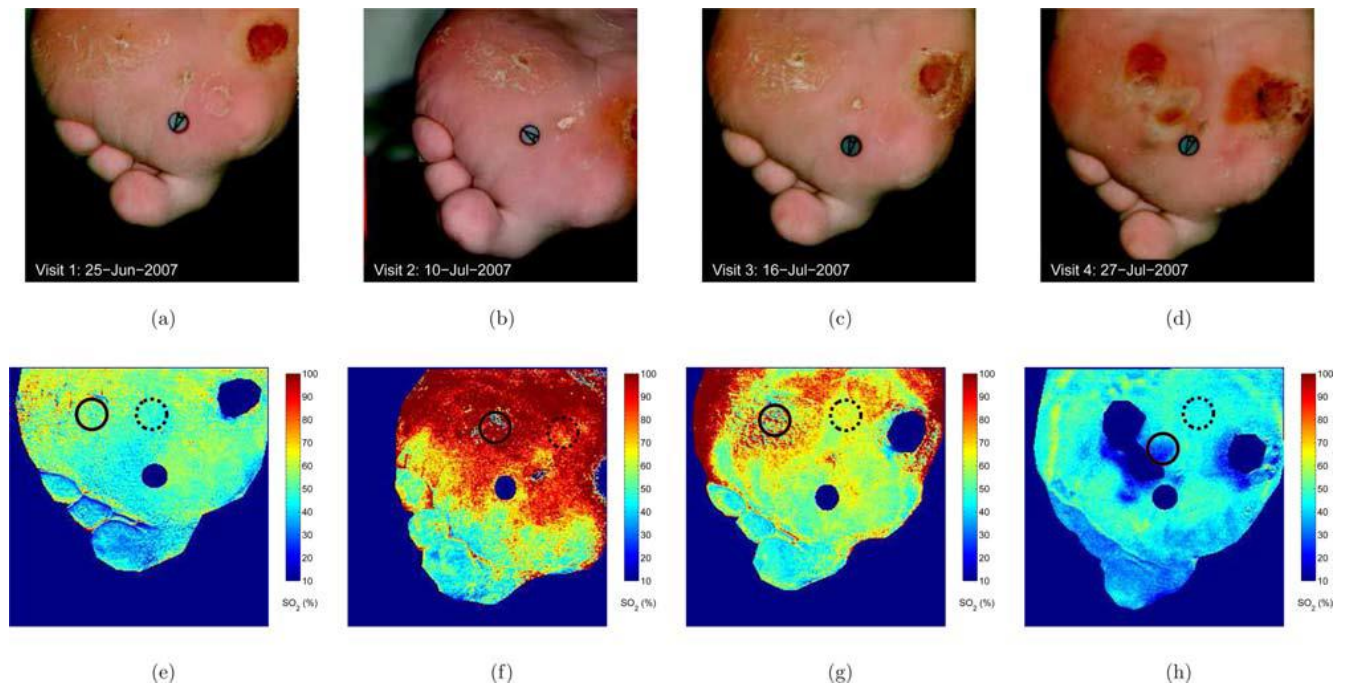 Visit 1: 25-Jun-2007
Visit 2: 10-Jul-2007
Visit 3: 16-Jul-2007
Visit 4: 27-Jul-2007
(a)
(b)
(c)
(d)
100
90
80
70
60
50
40
30
20
10
SO2 (%)
100
90
80
70
60
50
40
30
20
10
SO2 (%)
100
90
80
70
60
50
40
30
20
10
SO2 (%)
100
90
80
70
60
50
40
30
20
10
SO2 (%)
(e)
(f)
(g)
(h)